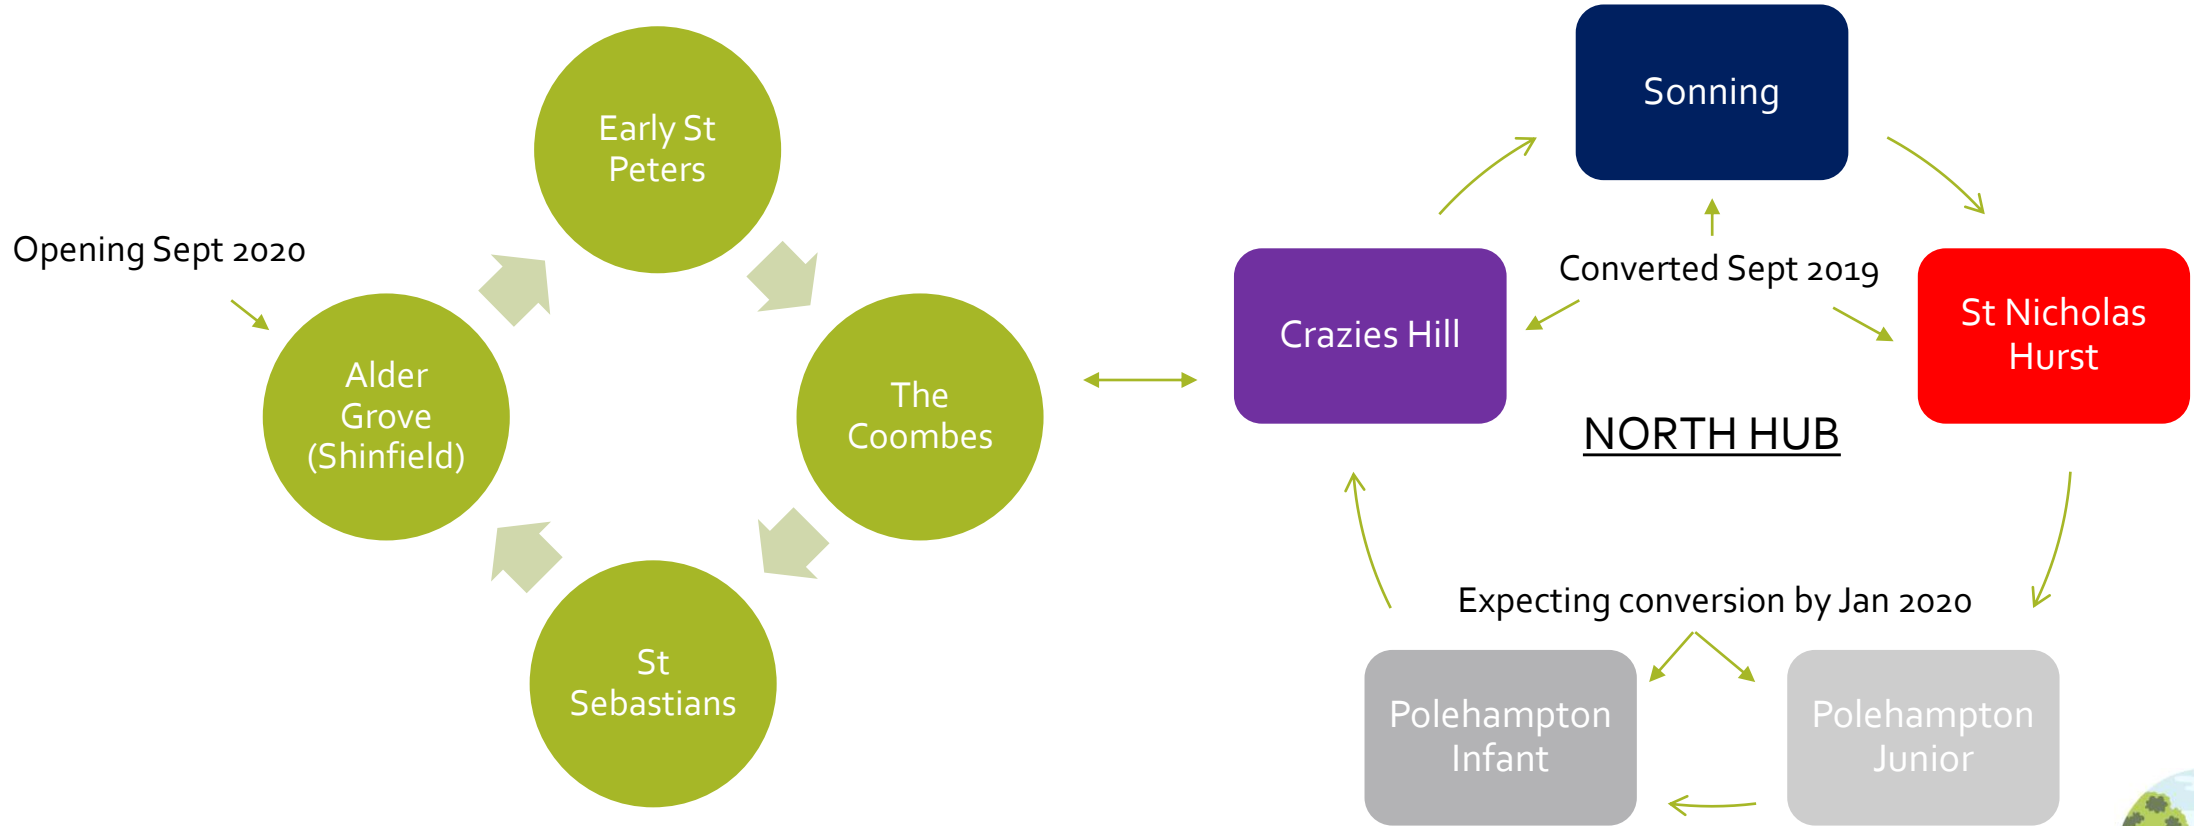 Early St
Peters
Opening Sept 2020
Alder
Grove
(Shinfield)
The
Coombes
St
Sebastians
Sonning
Converted Sept 2019
Crazies Hill
St Nicholas
Hurst
NORTH HUB
Expecting conversion by Jan 2020
Polehampton
Infant
Polehampton
Junior